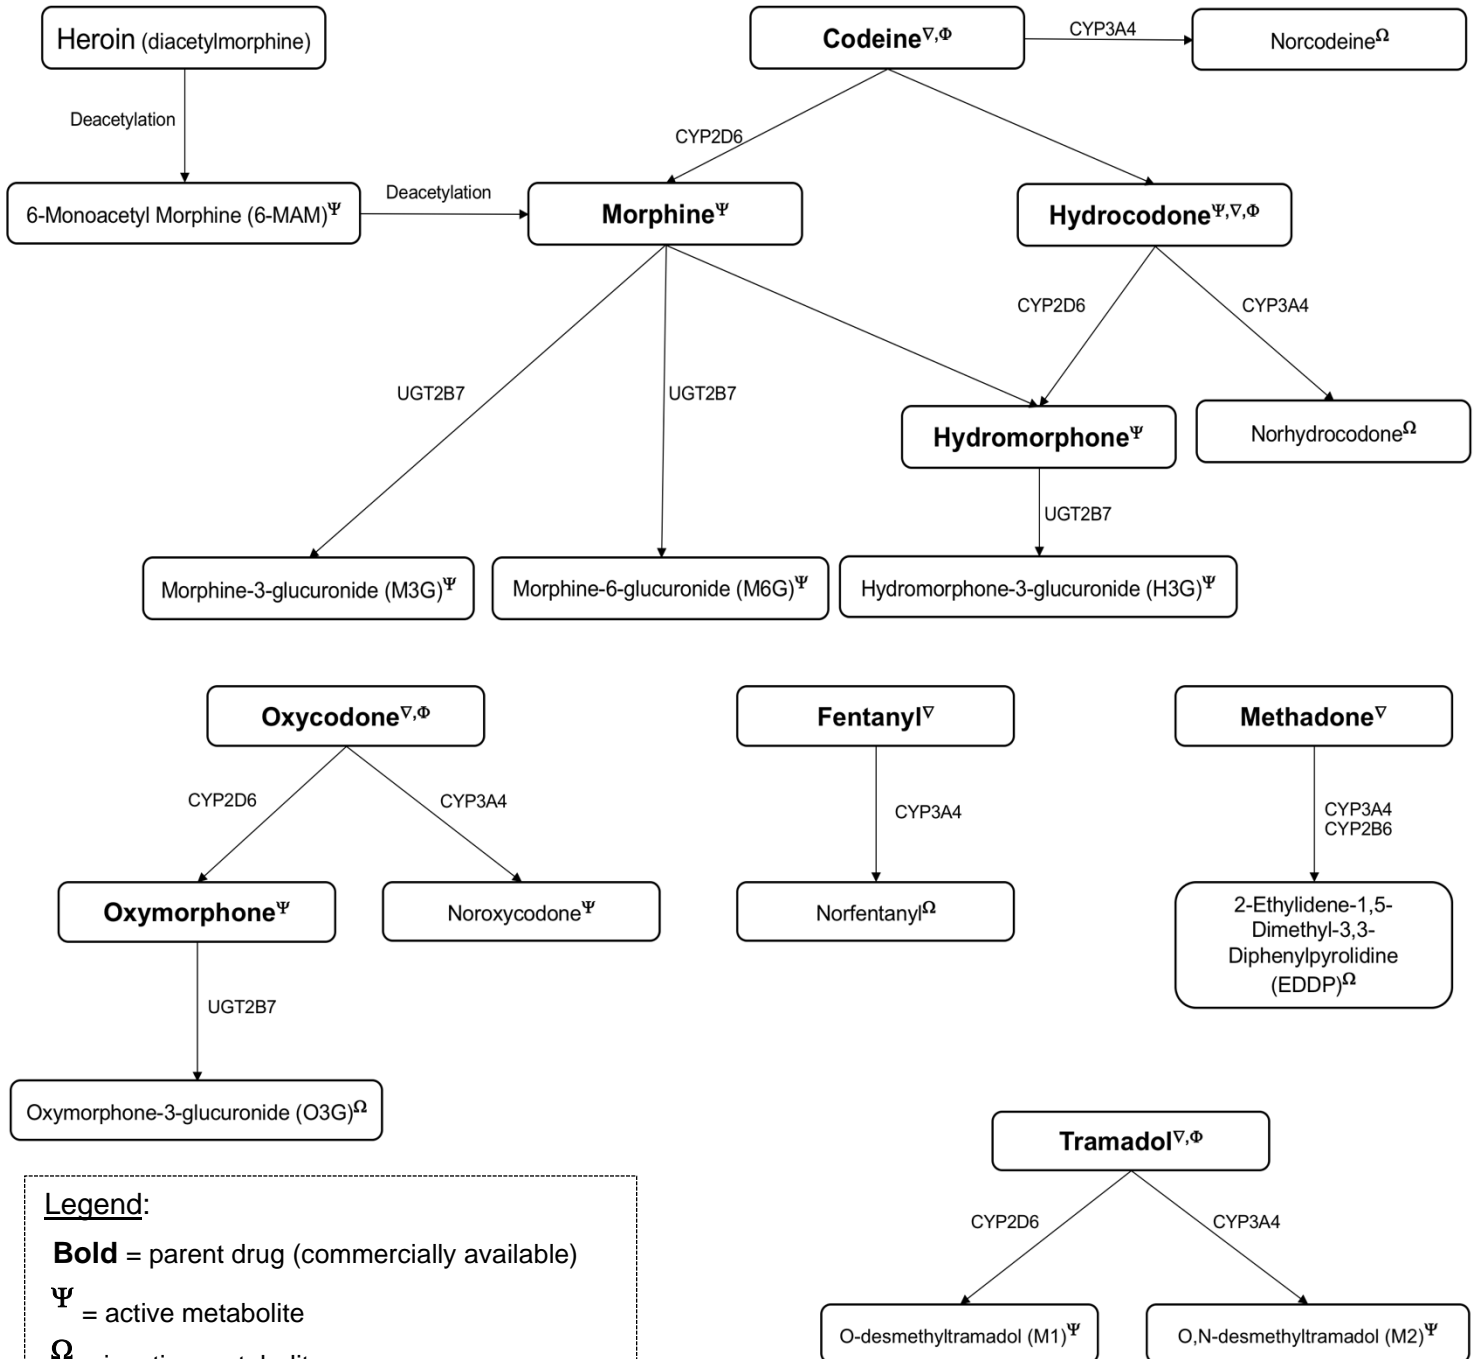 Heroin (diacetylmorphine)
Codeine∇,Φ
CYP3A4
NorcodeineΩ
Deacetylation
CYP2D6
6-Monoacetyl Morphine (6-MAM)Ψ
Deacetylation
MorphineΨ
HydrocodoneΨ,∇,Φ
CYP2D6
CYP3A4
UGT2B7
UGT2B7
HydromorphoneΨ
NorhydrocodoneΩ
UGT2B7
Morphine-3-glucuronide (M3G)Ψ
Morphine-6-glucuronide (M6G)Ψ
Hydromorphone-3-glucuronide (H3G)Ψ
Oxycodone∇,Φ
Fentanyl∇
Methadone∇
CYP2D6
CYP3A4
CYP3A4
CYP3A4
CYP2B6
OxymorphoneΨ
NoroxycodoneΨ
NorfentanylΩ
2-Ethylidene-1,5-
Dimethyl-3,3-
Diphenylpyrolidine
(EDDP)Ω
UGT2B7
Oxymorphone-3-glucuronide (O3G)Ω
Tramadol∇,Φ
CYP2D6
CYP3A4
O-desmethyltramadol (M1)Ψ
O,N-desmethyltramadol (M2)Ψ
Legend:
Bold = parent drug (commercially available)
Ψ = active metabolite
Ω